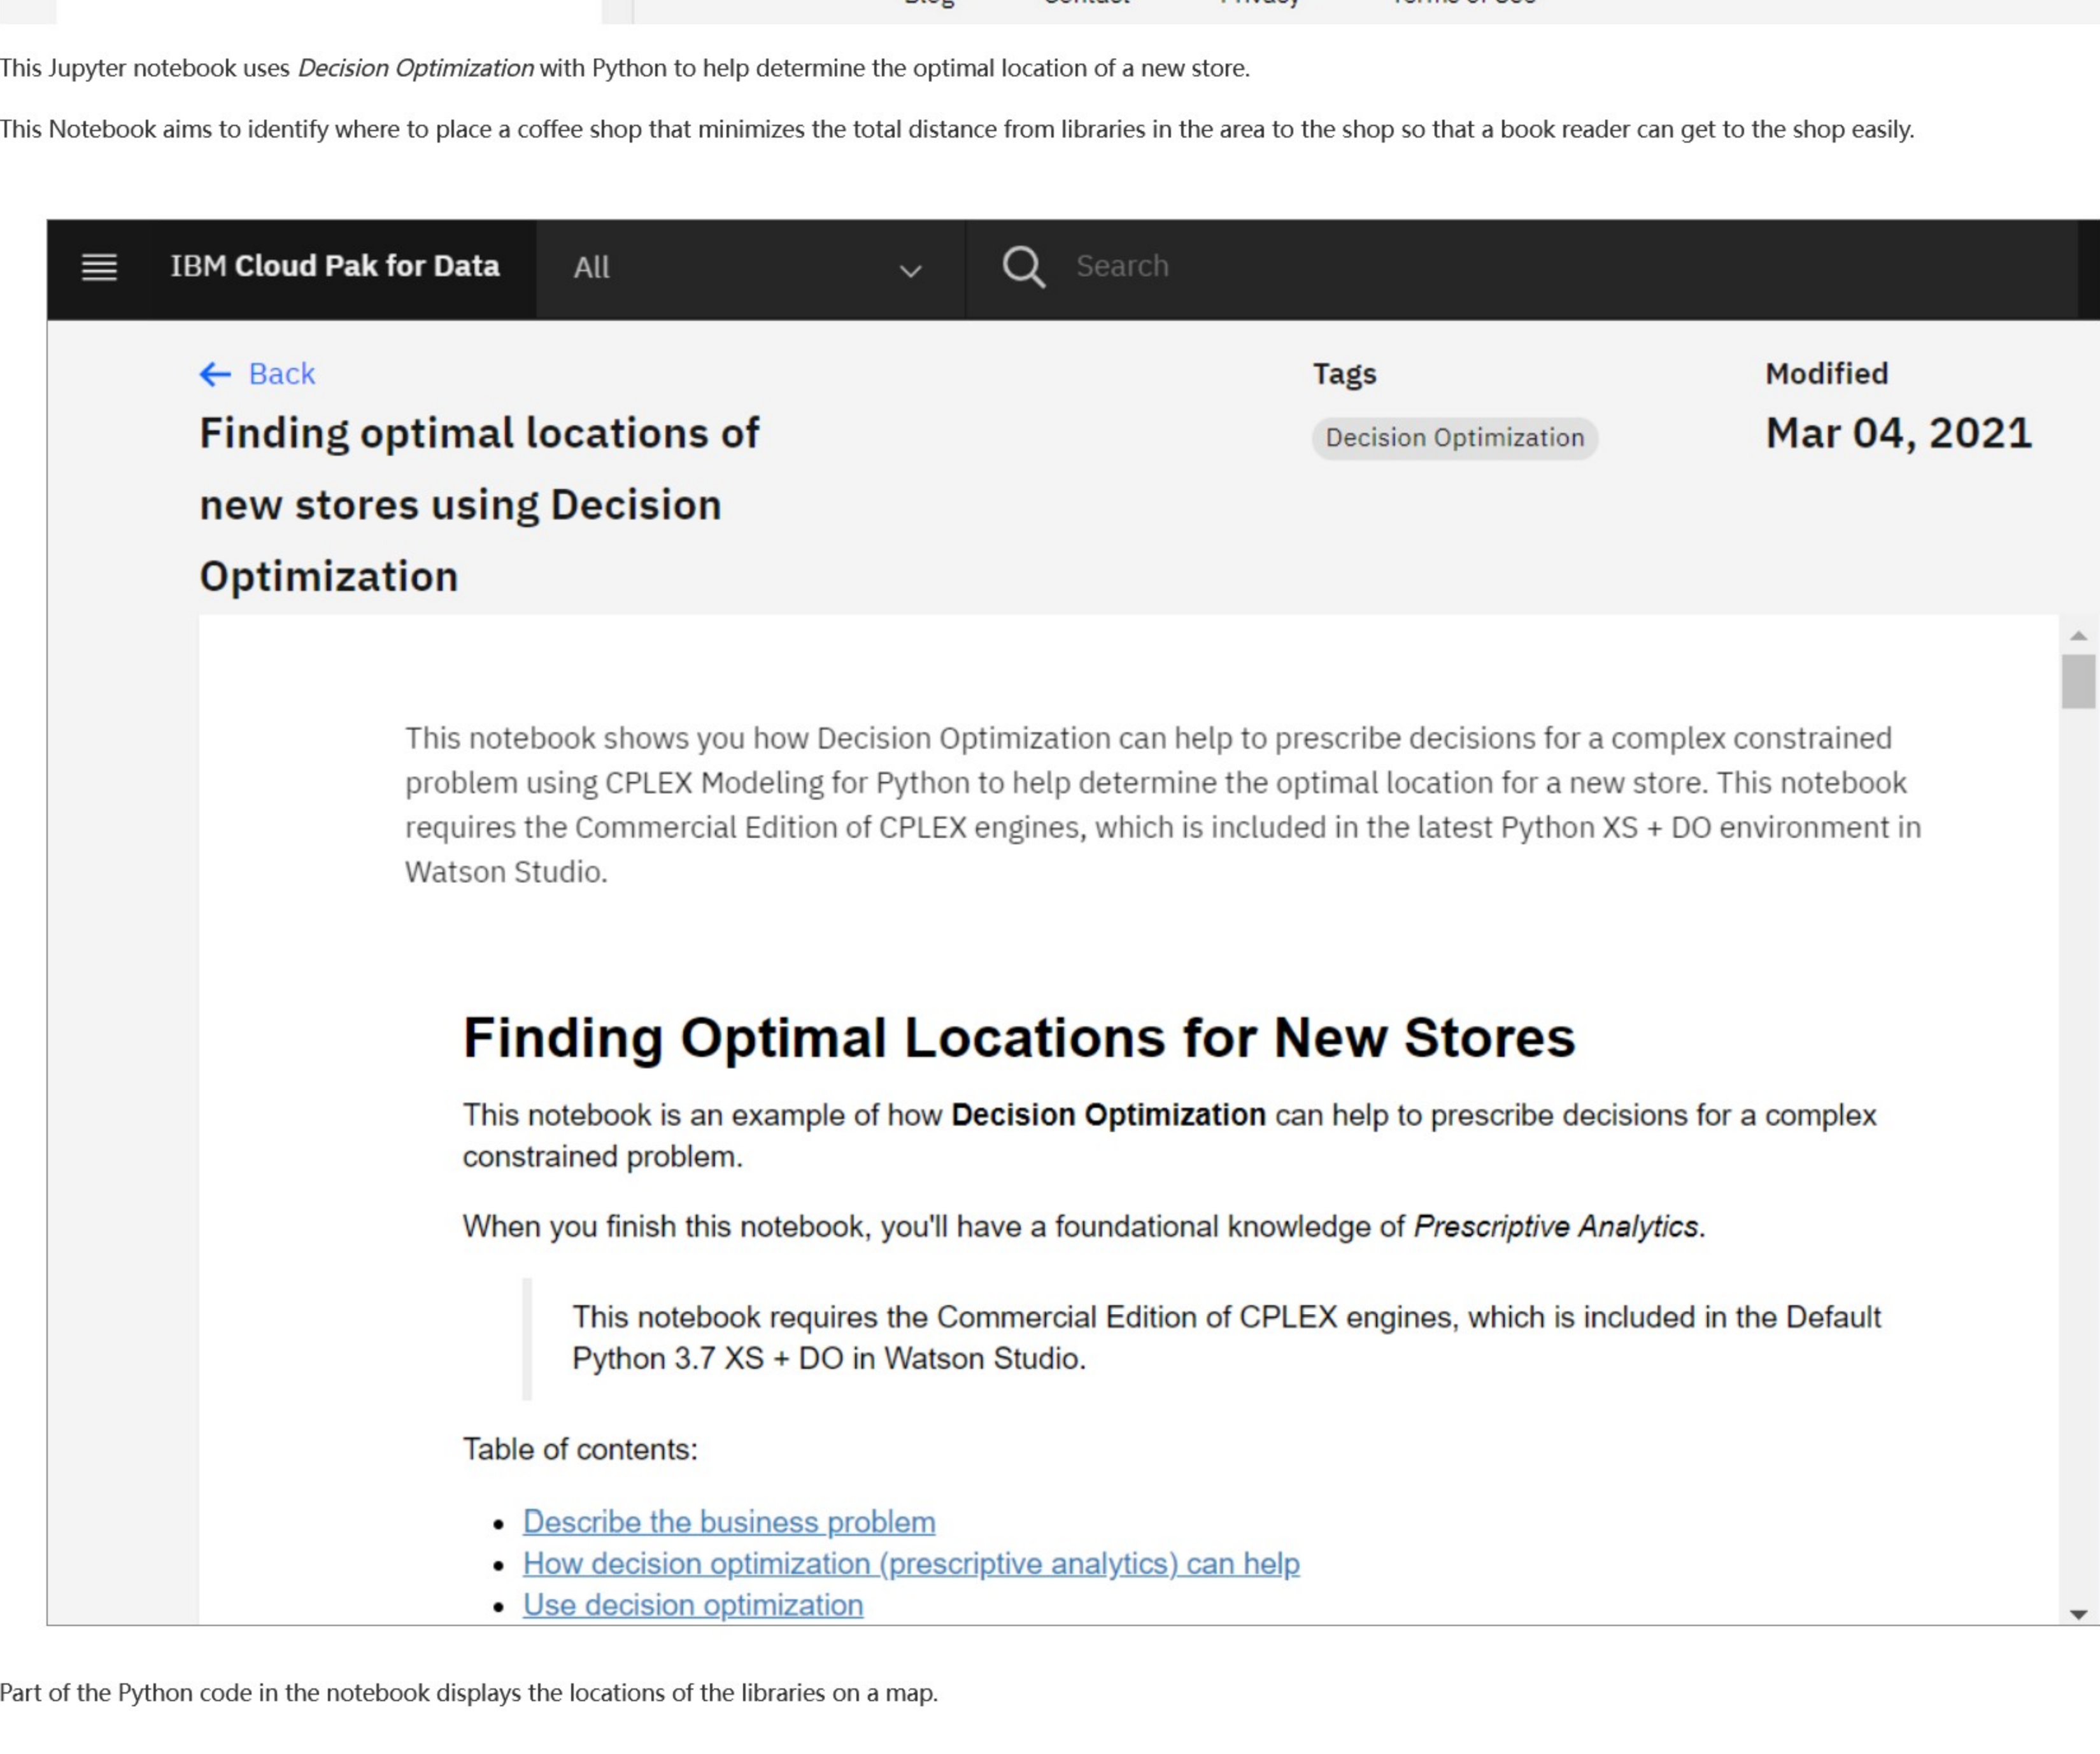 Blog Contact Privacy Terms of Use
This Jupyter notebook uses Decision Optimization with Python to help determine the optimal location of a new store.
This Notebook aims to identify where to place a coffee shop that minimizes the total distance from libraries in the area to the shop so that a book reader can get to the shop easily.
IBM Cloud Pak for Data All Search
Back
Tags
Modified
Finding optimal locations of
new stores using Decision
Optimization
Decision Optimization
Mar 04, 2021
This notebook shows you how Decision Optimization can help to prescribe decisions for a complex constrained
problem using CPLEX Modeling for Python to help determine the optimal location for a new store. This notebook
requires the Commercial Edition of CPLEX engines, which is included in the latest Python XS + DO environment in
Watson Studio.
Finding Optimal Locations for New Stores
This notebook is an example of how Decision Optimization can help to prescribe decisions for a complex
constrained problem.
When you finish this notebook, you'll have a foundational knowledge of Prescriptive Analytics.
This notebook requires the Commercial Edition of CPLEX engines, which is included in the Default
Python 3.7 XS + DO in Watson Studio.
Table of contents:
• Describe the business problem
• How decision optimization (prescriptive analytics) can help
• Use decision optimization
Part of the Python code in the notebook displays the locations of the libraries on a map.